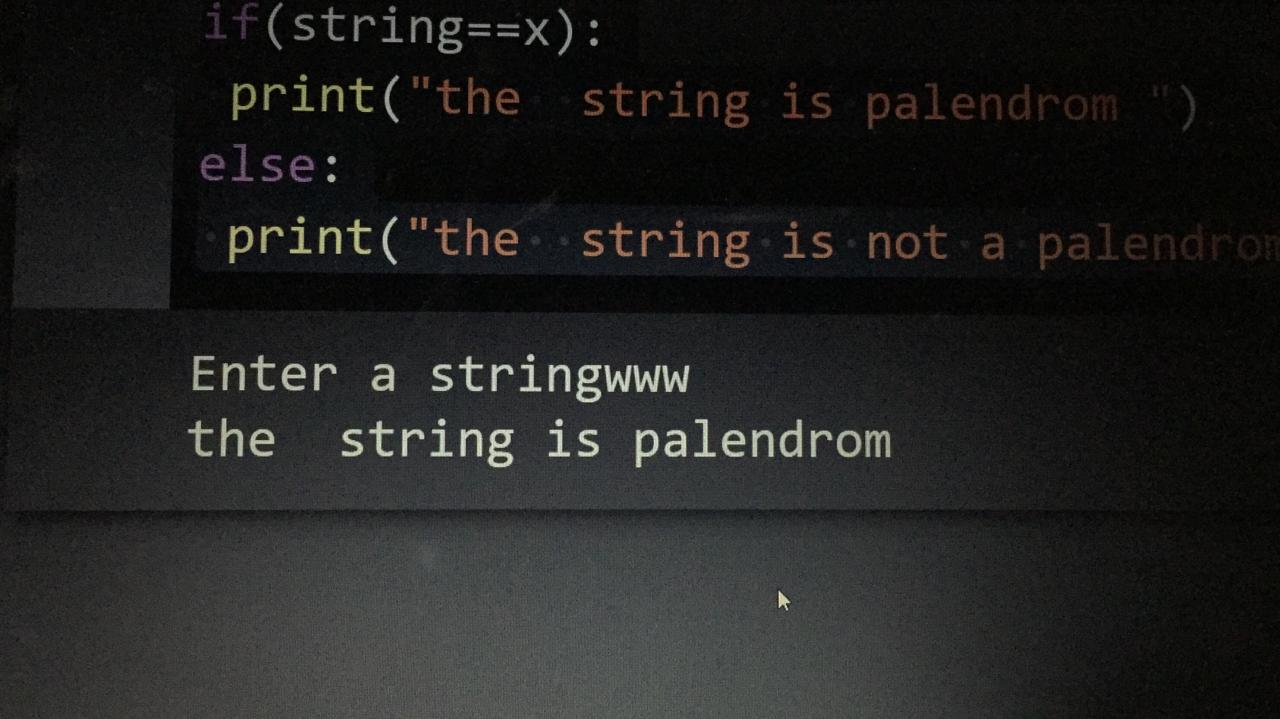 if(string==x):
print("the  string is palendrom ")
else:
print("the  string is not a palendrom
Enter a stringwww
the  string is palendrom